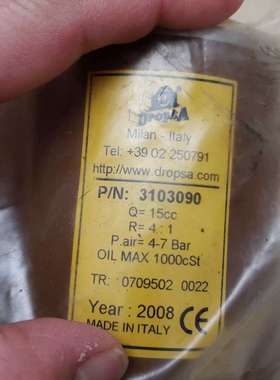 DropsA
Milan - Italy
Tel: +39 02 250791
http://www.dropsa.com
P/N: 3103090
Q= 15cc
R= 4 : 1
P.air= 4-7 Bar
OIL MAX 1000cSt
TR: 0709502 0022
Year : 2008 CE
MADE IN ITALY